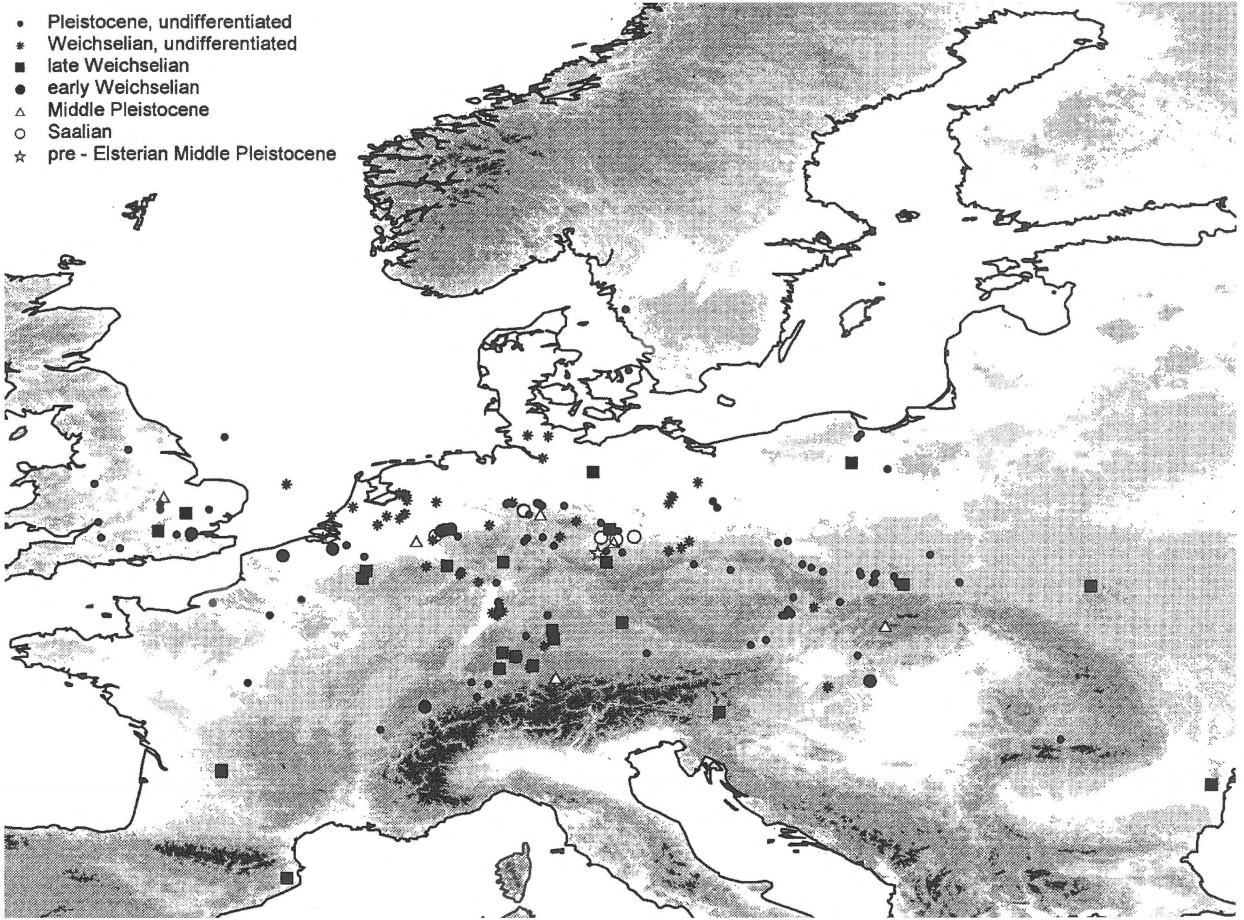 Pleistocene, undifferentiated
Weichselian, undifferentiated
late Weichselian
early Weichselian
Middle Pleistocene
Saalian
pre - Elsterian Middle Pleistocene